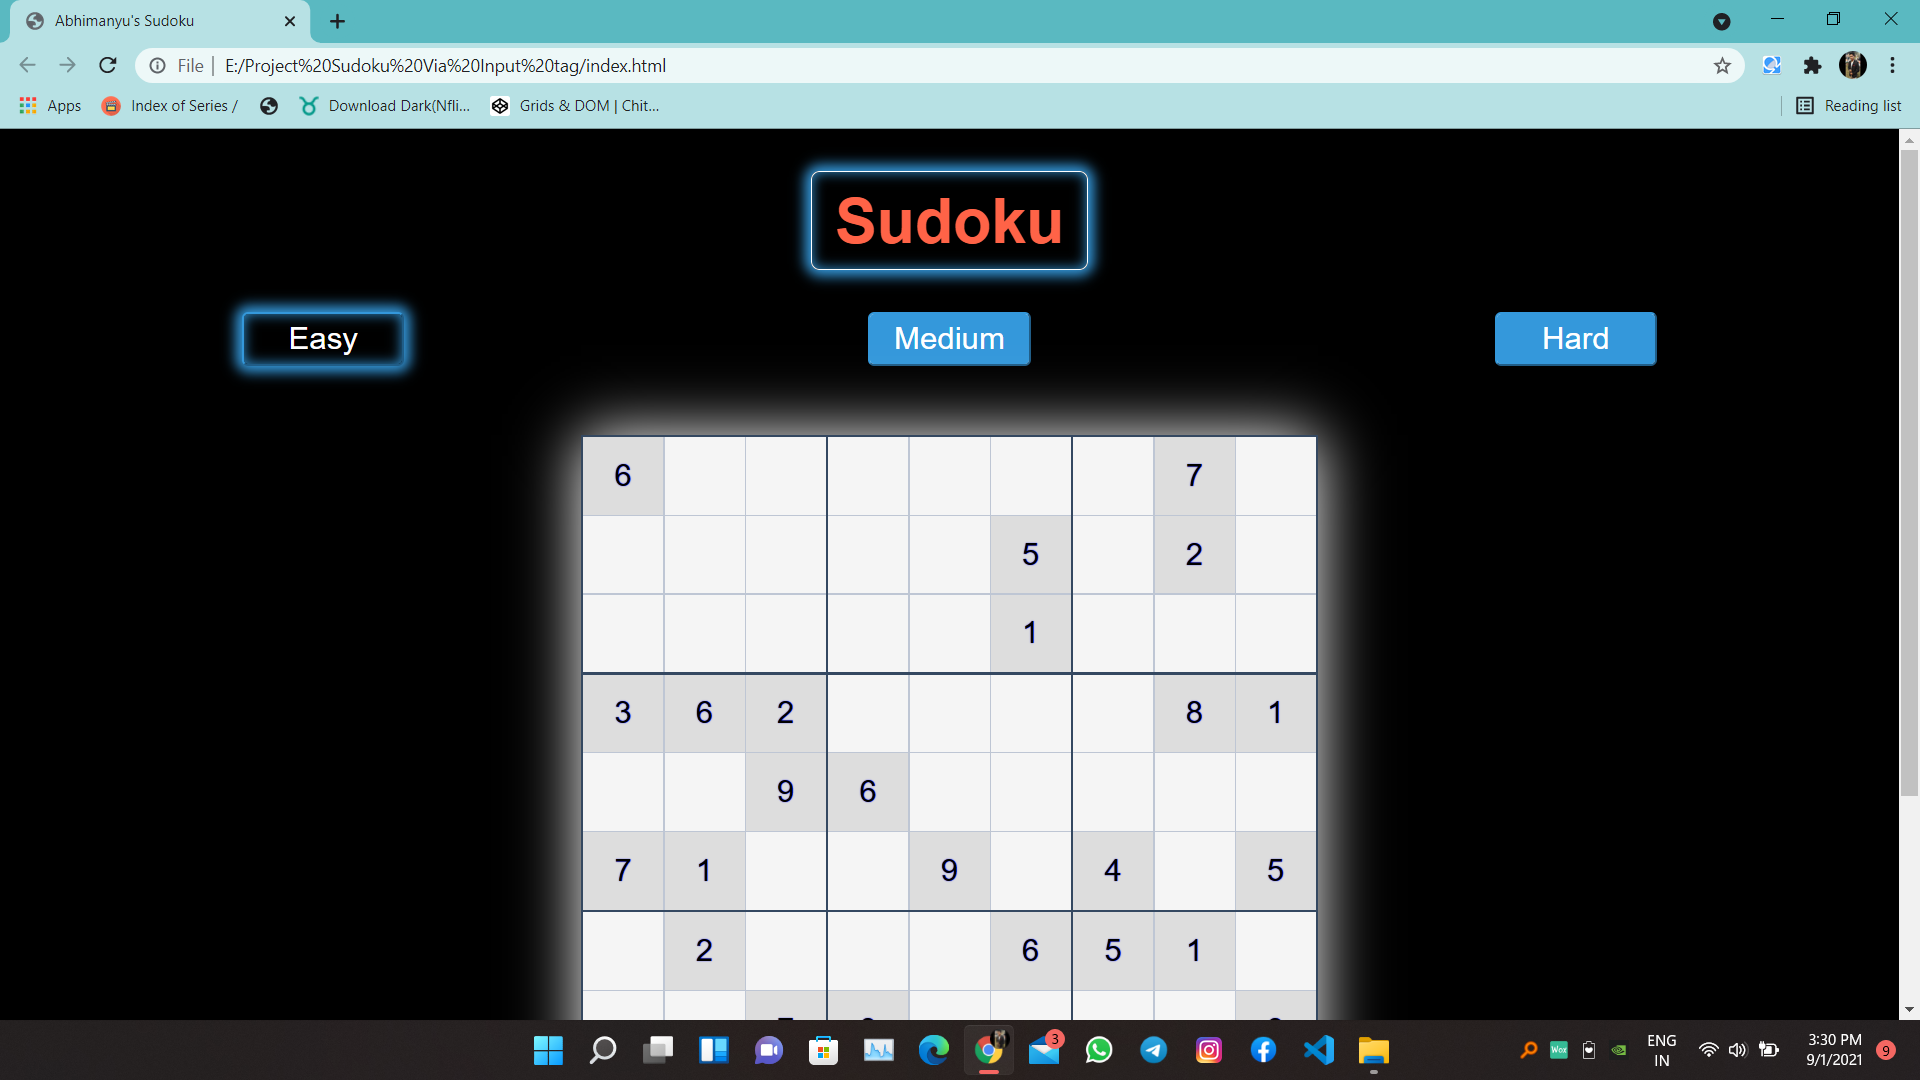 Abhimanyu's Sudoku
File | E:/Project%20Sudoku%20Via%20Input%20tag/index.html
Apps Index of Series / Download Dark(Nfli... Grids & DOM | Chit... Reading list
Sudoku
Easy Medium Hard
6 7
5 2
1
3 6 2 8 1
9 6
7 1 9 4 5
2 6 5 1
3
Wox
ENG
IN
3:30 PM
9/1/2021
9